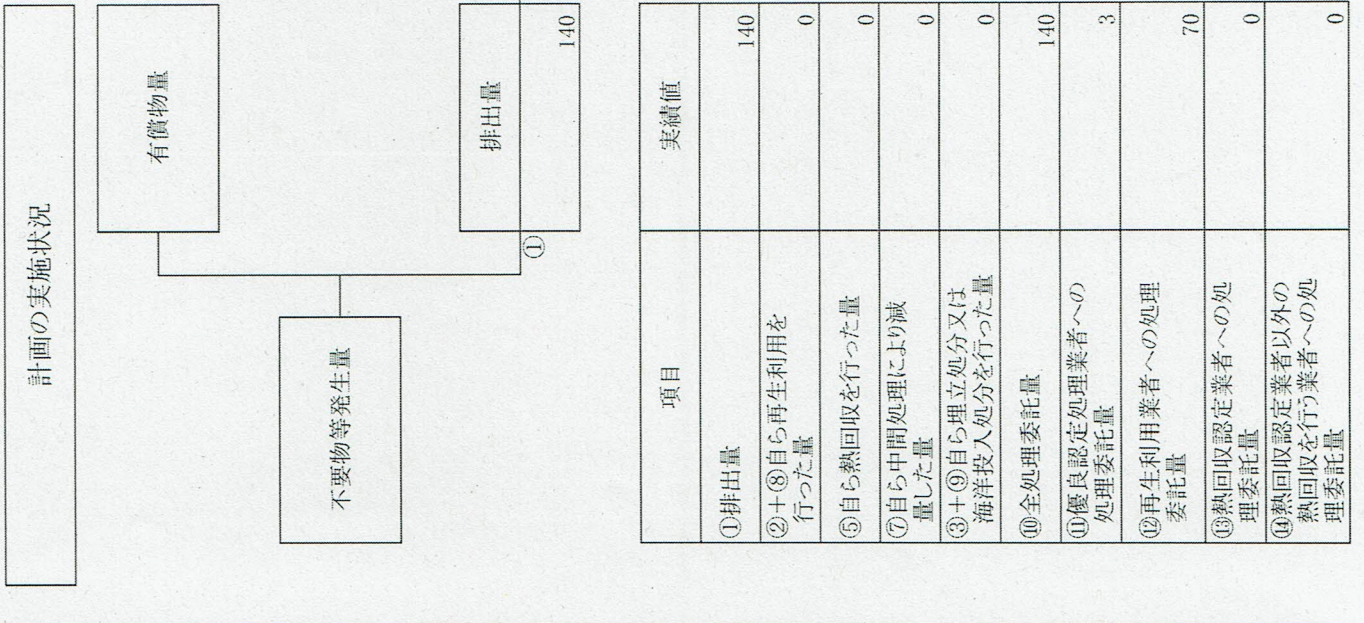 計画の実施状況
有償物量
不要物等発生量
排出量
①
140
項目
実績値
①排出量
140
②+⑧自ら再生利用を
行った量
0
⑤自ら熱回収を行った量
0
⑦自ら中間処理により減
量した量
0
③+⑨自ら埋立処分又は
海洋投入処分を行った量
0
⑩全処理委託量
140
⑪優良認定処理業者への
処理委託量
3
⑫再生利用業者への処理
委託量
70
⑬熱回収認定業者への処
理委託量
0
⑭熱回収認定業者以外の
熱回収を行う業者への処
理委託量
0